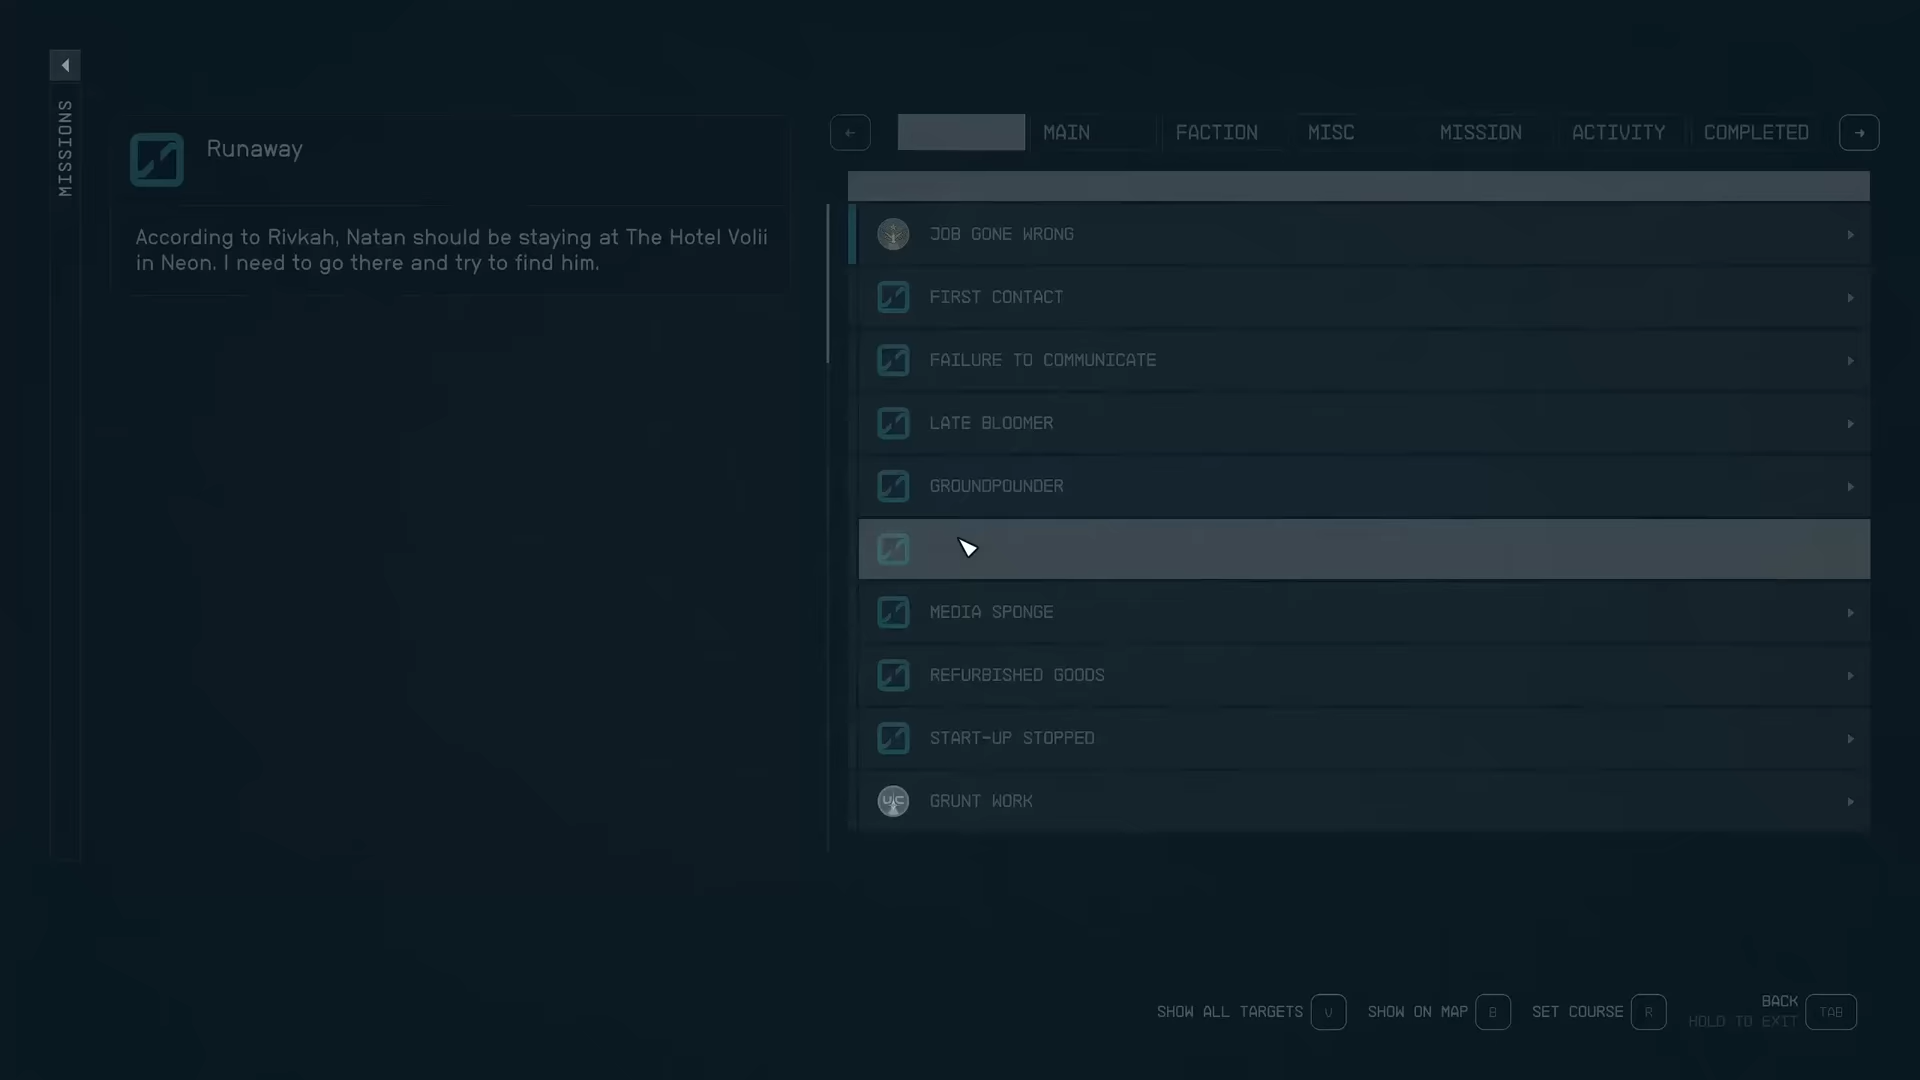 MISSIONS
Runaway
According to Rivkah, Natan should be staying at The Hotel Volii
in Neon. I need to go there and try to find him.
MAIN
FACTION
MISC
MISSION
ACTIVITY
COMPLETED
JOB GONE WRONG
FIRST CONTACT
FAILURE TO COMMUNICATE
LATE BLOOMER
GROUNDPOUNDER
MEDIA SPONGE
REFURBISHED GOODS
START-UP STOPPED
UC
GRUNT WORK
SHOW ALL TARGETS V
SHOW ON MAP B
SET COURSE R
BACK
HOLD TO EXIT
TAB